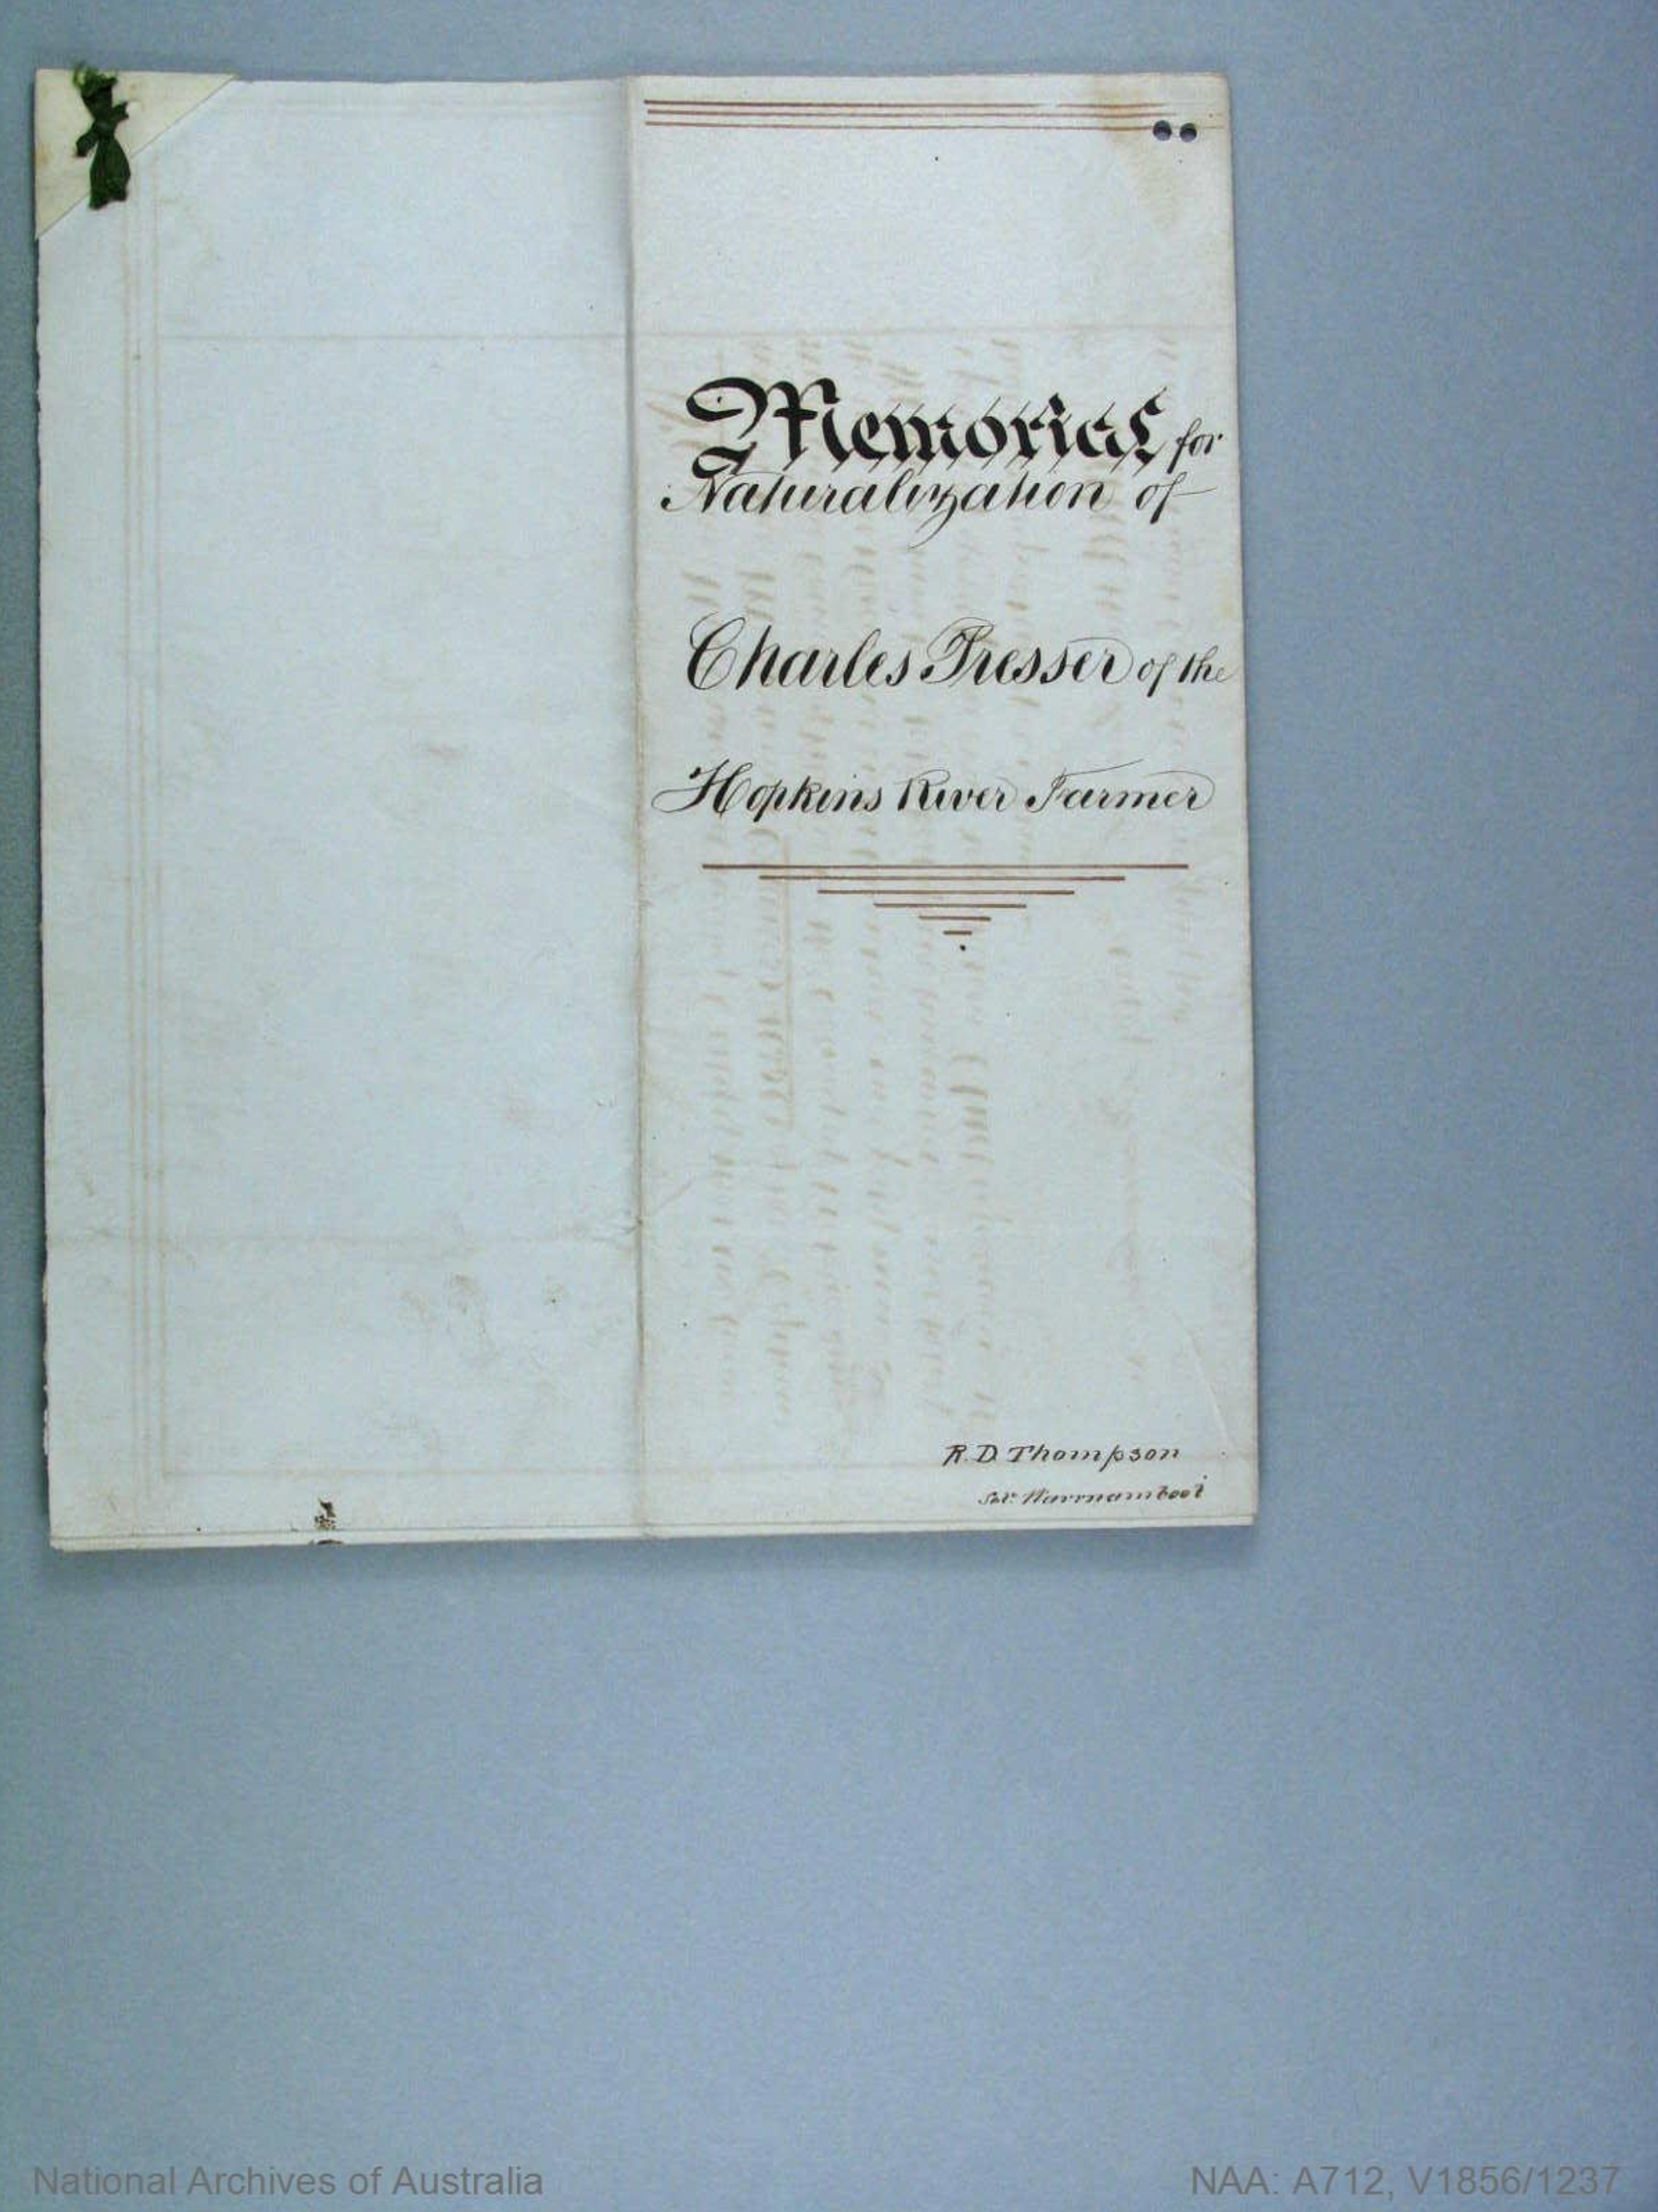 Memorial for
Naturalization of
Charles Presser of the
Hopkins River Farmer
R. D. Thompson
Solr. Warrnambool
National Archives of Australia
NAA: A712, V1856/1237